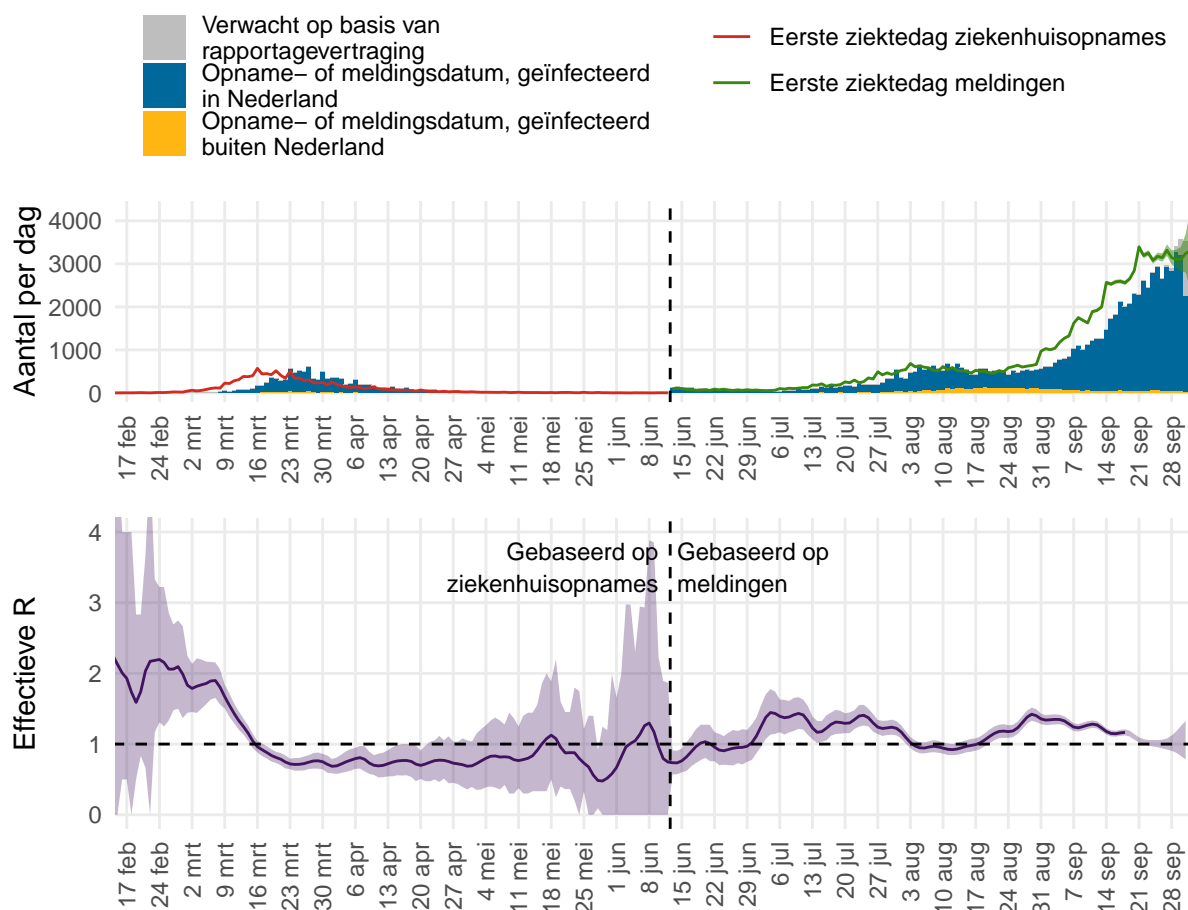 Verwacht op basis van
rapportagevertraging
Opname− of meldingsdatum, geïnfecteerd
in Nederland
Opname− of meldingsdatum, geïnfecteerd
buiten Nederland
Eerste ziektedag ziekenhuisopnames
Eerste ziektedag meldingen
Aantal per dag
4000
3000
2000
1000
0
17 feb
24 feb
2 mrt
9 mrt
16 mrt
23 mrt
30 mrt
6 apr
13 apr
20 apr
27 apr
4 mei
11 mei
18 mei
25 mei
1 jun
8 jun
15 jun
22 jun
29 jun
6 jul
13 jul
20 jul
27 jul
3 aug
10 aug
17 aug
24 aug
31 aug
7 sep
14 sep
21 sep
28 sep
Effectieve R
4
3
2
1
0
Gebaseerd op
ziekenhuisopnames
Gebaseerd op
meldingen
17 feb
24 feb
2 mrt
9 mrt
16 mrt
23 mrt
30 mrt
6 apr
13 apr
20 apr
27 apr
4 mei
11 mei
18 mei
25 mei
1 jun
8 jun
15 jun
22 jun
29 jun
6 jul
13 jul
20 jul
27 jul
3 aug
10 aug
17 aug
24 aug
31 aug
7 sep
14 sep
21 sep
28 sep